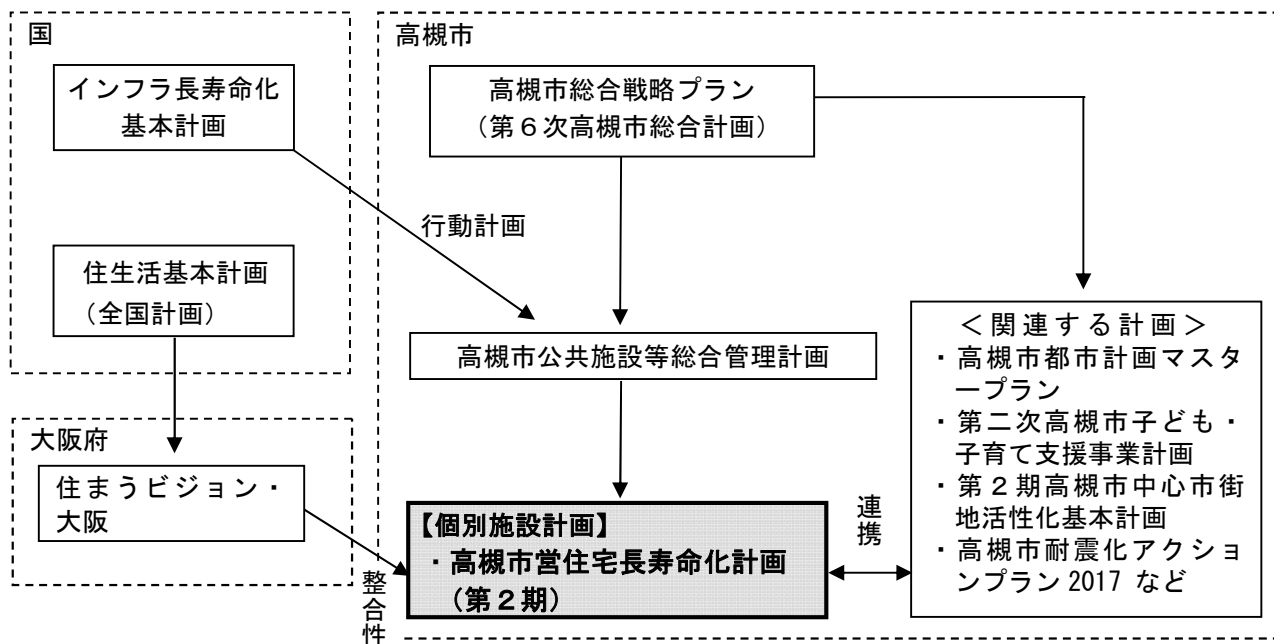 国
インフラ長寿命化
基本計画
住生活基本計画
（全国計画）
大阪府
住まうビジョン・
大阪
高槻市
高槻市総合戦略プラン
（第６次高槻市総合計画）
行動計画
高槻市公共施設等総合管理計画
【個別施設計画】
・高槻市営住宅長寿命化計画
（第２期）
整合性
連携
＜関連する計画＞
・高槻市都市計画マスタ
ープラン
・第二次高槻市子ども・
子育て支援事業計画
・第２期高槻市中心市街
地活性化基本計画
・高槻市耐震化アクショ
ンプラン 2017 など